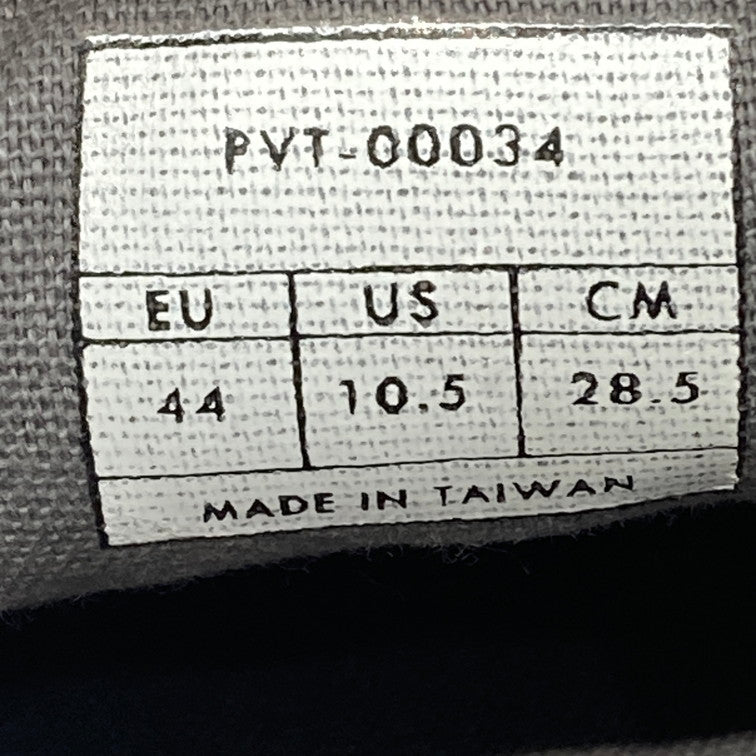 PVT-00034
EU US CM
44 10.5 28.5
MADE IN TAIWAN